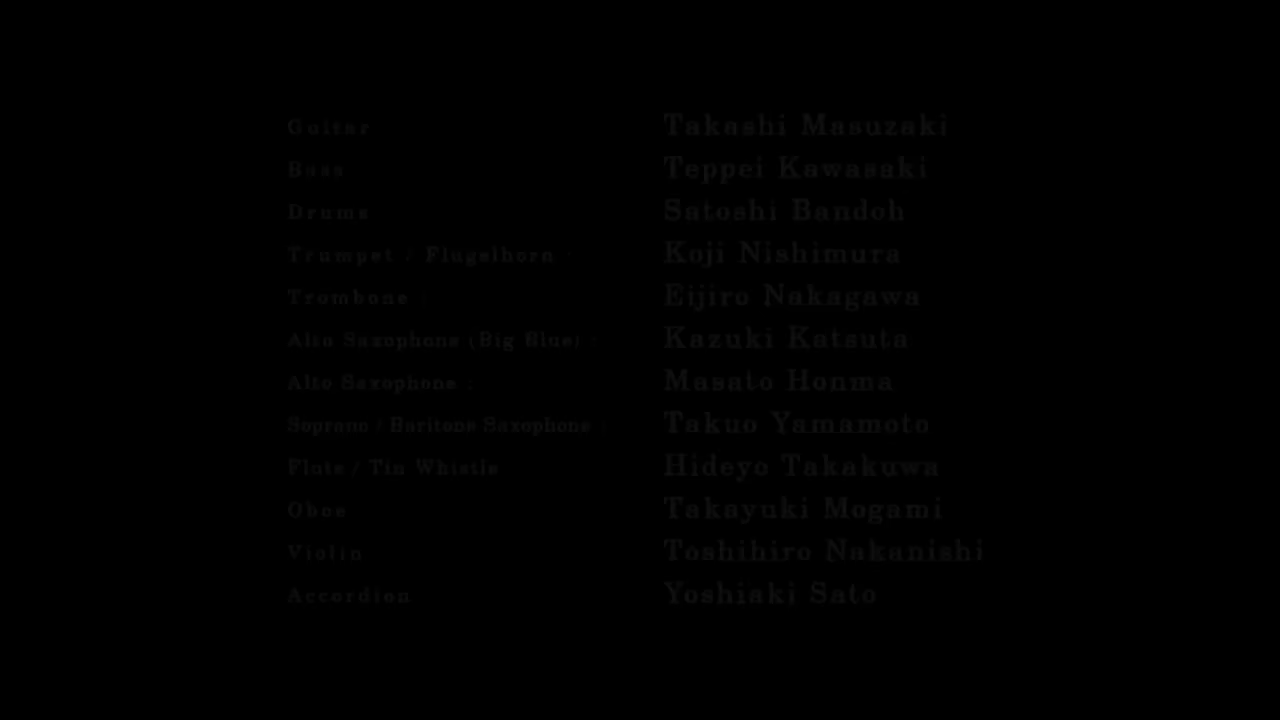 Guitar Takashi Masuzaki
Bass Teppei Kawasaki
Drums Satoshi Bandoh
Trumpet / Flugelhorn : Koji Nishimura
Trombone : Eijiro Nakagawa
Alto Saxophone (Big Blue) : Kazuki Katsuta
Alto Saxophone : Masato Honma
Soprano / Baritone Saxophone : Takuo Yamamoto
Flute / Tin Whistle Hideyo Takakuwa
Oboe Takayuki Mogami
Violin Toshihiro Nakanishi
Accordion Yoshiaki Sato